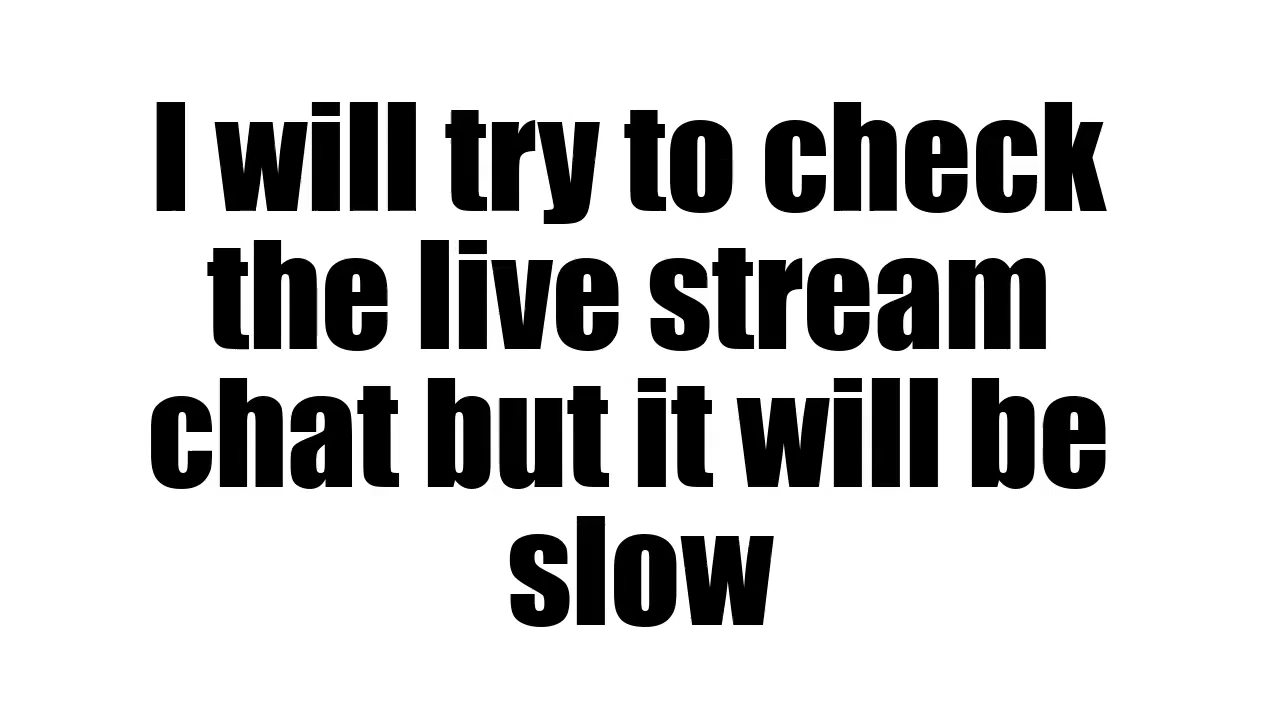 I will try to check
the live stream
chat but it will be
slow